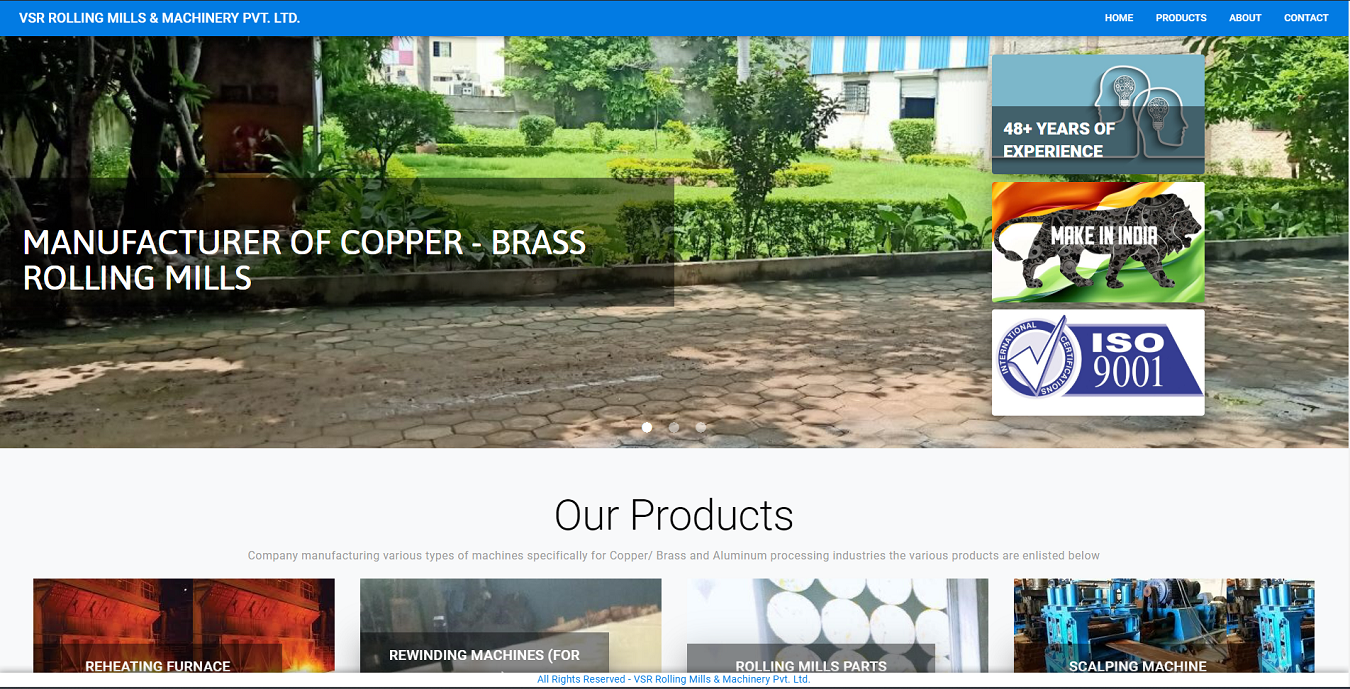 VSR ROLLING MILLS & MACHINERY PVT. LTD.
HOME PRODUCTS ABOUT CONTACT
MANUFACTURER OF COPPER - BRASS
ROLLING MILLS
48+ YEARS OF
EXPERIENCE
MAKE IN INDIA
INTERNATIONAL
CERTIFICATIONS
ISO
9001
Our Products
Company manufacturing various types of machines specifically for Copper/ Brass and Aluminum processing industries the various products are enlisted below
REHEATING FURNACE
REWINDING MACHINES (FOR
ROLLING MILLS PARTS
SCALPING MACHINE
All Rights Reserved - VSR Rolling Mills & Machinery Pvt. Ltd.